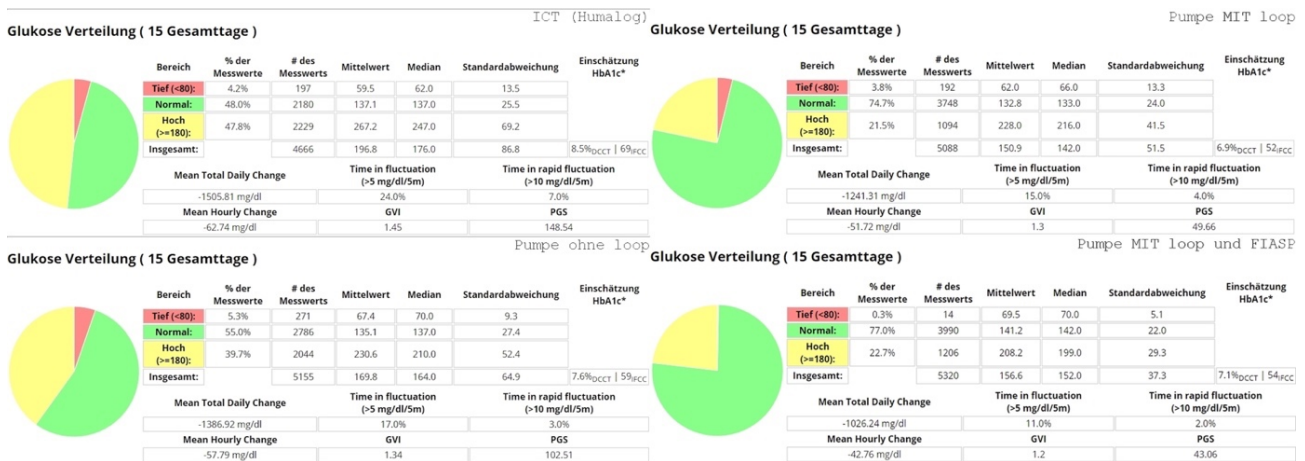 ICT (Humalog)
Glukose Verteilung ( 15 Gesamttage )
Bereich % der Messwerte # des Messwerts Mittelwert Median Standardabweichung Einschätzung HbA1c*
Tief (<80): 4.2% 197 59.5 62.0 13.5
Normal: 48.0% 2180 137.1 137.0 25.5
Hoch (>=180): 47.8% 2229 267.2 247.0 69.2
Insgesamt: 4666 196.8 176.0 86.8 8.5%DCCT | 69IFCC
Mean Total Daily Change Time in fluctuation (>5 mg/dl/5m) Time in rapid fluctuation (>10 mg/dl/5m)
-1505.81 mg/dl 24.0% 7.0%
Mean Hourly Change GVI PGS
-62.74 mg/dl 1.45 148.54
Pumpe MIT loop
Glukose Verteilung ( 15 Gesamttage )
Bereich % der Messwerte # des Messwerts Mittelwert Median Standardabweichung Einschätzung HbA1c*
Tief (<80): 3.8% 192 62.0 66.0 13.3
Normal: 74.7% 3748 132.8 133.0 24.0
Hoch (>=180): 21.5% 1094 228.0 216.0 41.5
Insgesamt: 5088 150.9 142.0 51.5 6.9%DCCT | 52IFCC
Mean Total Daily Change Time in fluctuation (>5 mg/dl/5m) Time in rapid fluctuation (>10 mg/dl/5m)
-1241.31 mg/dl 15.0% 4.0%
Mean Hourly Change GVI PGS
-51.72 mg/dl 1.3 49.66
Pumpe ohne loop
Glukose Verteilung ( 15 Gesamttage )
Bereich % der Messwerte # des Messwerts Mittelwert Median Standardabweichung Einschätzung HbA1c*
Tief (<80): 5.3% 271 67.4 70.0 9.3
Normal: 55.0% 2786 135.1 137.0 27.4
Hoch (>=180): 39.7% 2044 230.6 210.0 52.4
Insgesamt: 5155 169.8 164.0 64.9 7.6%DCCT | 59IFCC
Mean Total Daily Change Time in fluctuation (>5 mg/dl/5m) Time in rapid fluctuation (>10 mg/dl/5m)
-1386.92 mg/dl 17.0% 3.0%
Mean Hourly Change GVI PGS
-57.79 mg/dl 1.34 102.51
Pumpe MIT loop und FIASP
Glukose Verteilung ( 15 Gesamttage )
Bereich % der Messwerte # des Messwerts Mittelwert Median Standardabweichung Einschätzung HbA1c*
Tief (<80): 0.3% 14 69.5 70.0 5.1
Normal: 77.0% 3990 141.2 142.0 22.0
Hoch (>=180): 22.7% 1206 208.2 199.0 29.3
Insgesamt: 5320 156.6 152.0 37.3 7.1%DCCT | 54IFCC
Mean Total Daily Change Time in fluctuation (>5 mg/dl/5m) Time in rapid fluctuation (>10 mg/dl/5m)
-1026.24 mg/dl 11.0% 2.0%
Mean Hourly Change GVI PGS
-42.76 mg/dl 1.2 43.06